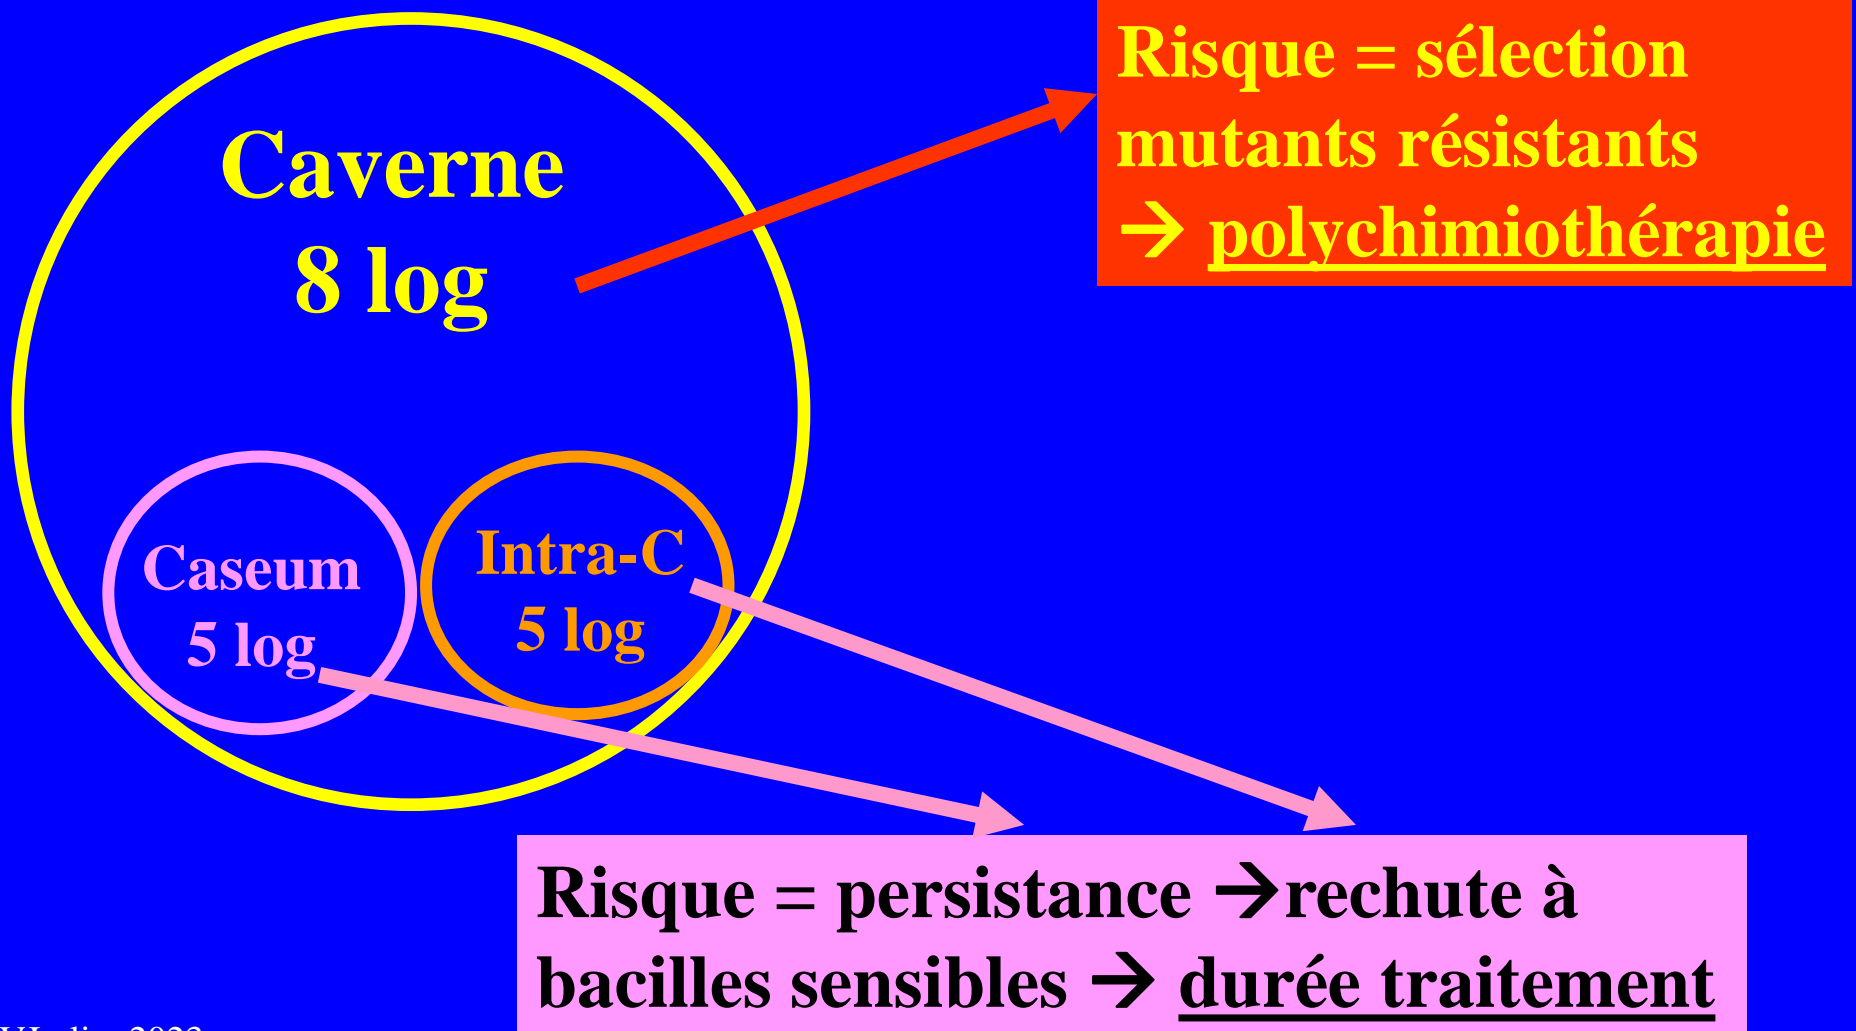 Risque = sélection
mutants résistants
→ polychimiothérapie
Caverne
8 log
Caseum
5 log
Intra-C
5 log
Risque = persistance →rechute à
bacilles sensibles → durée traitement